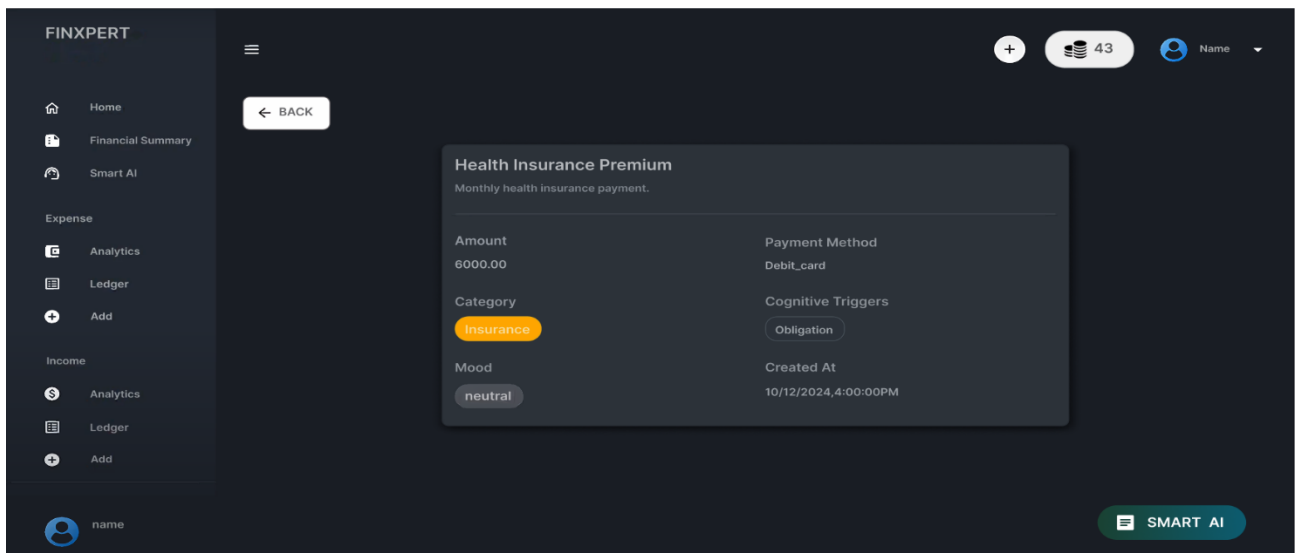 FINXPERT
Home
Financial Summary
Smart AI
Expense
Analytics
Ledger
Add
Income
Analytics
Ledger
Add
name
43
Name
BACK
Health Insurance Premium
Monthly health insurance payment.
Amount
6000.00
Payment Method
Debit_card
Category
Insurance
Cognitive Triggers
Obligation
Mood
neutral
Created At
10/12/2024,4:00:00PM
SMART AI